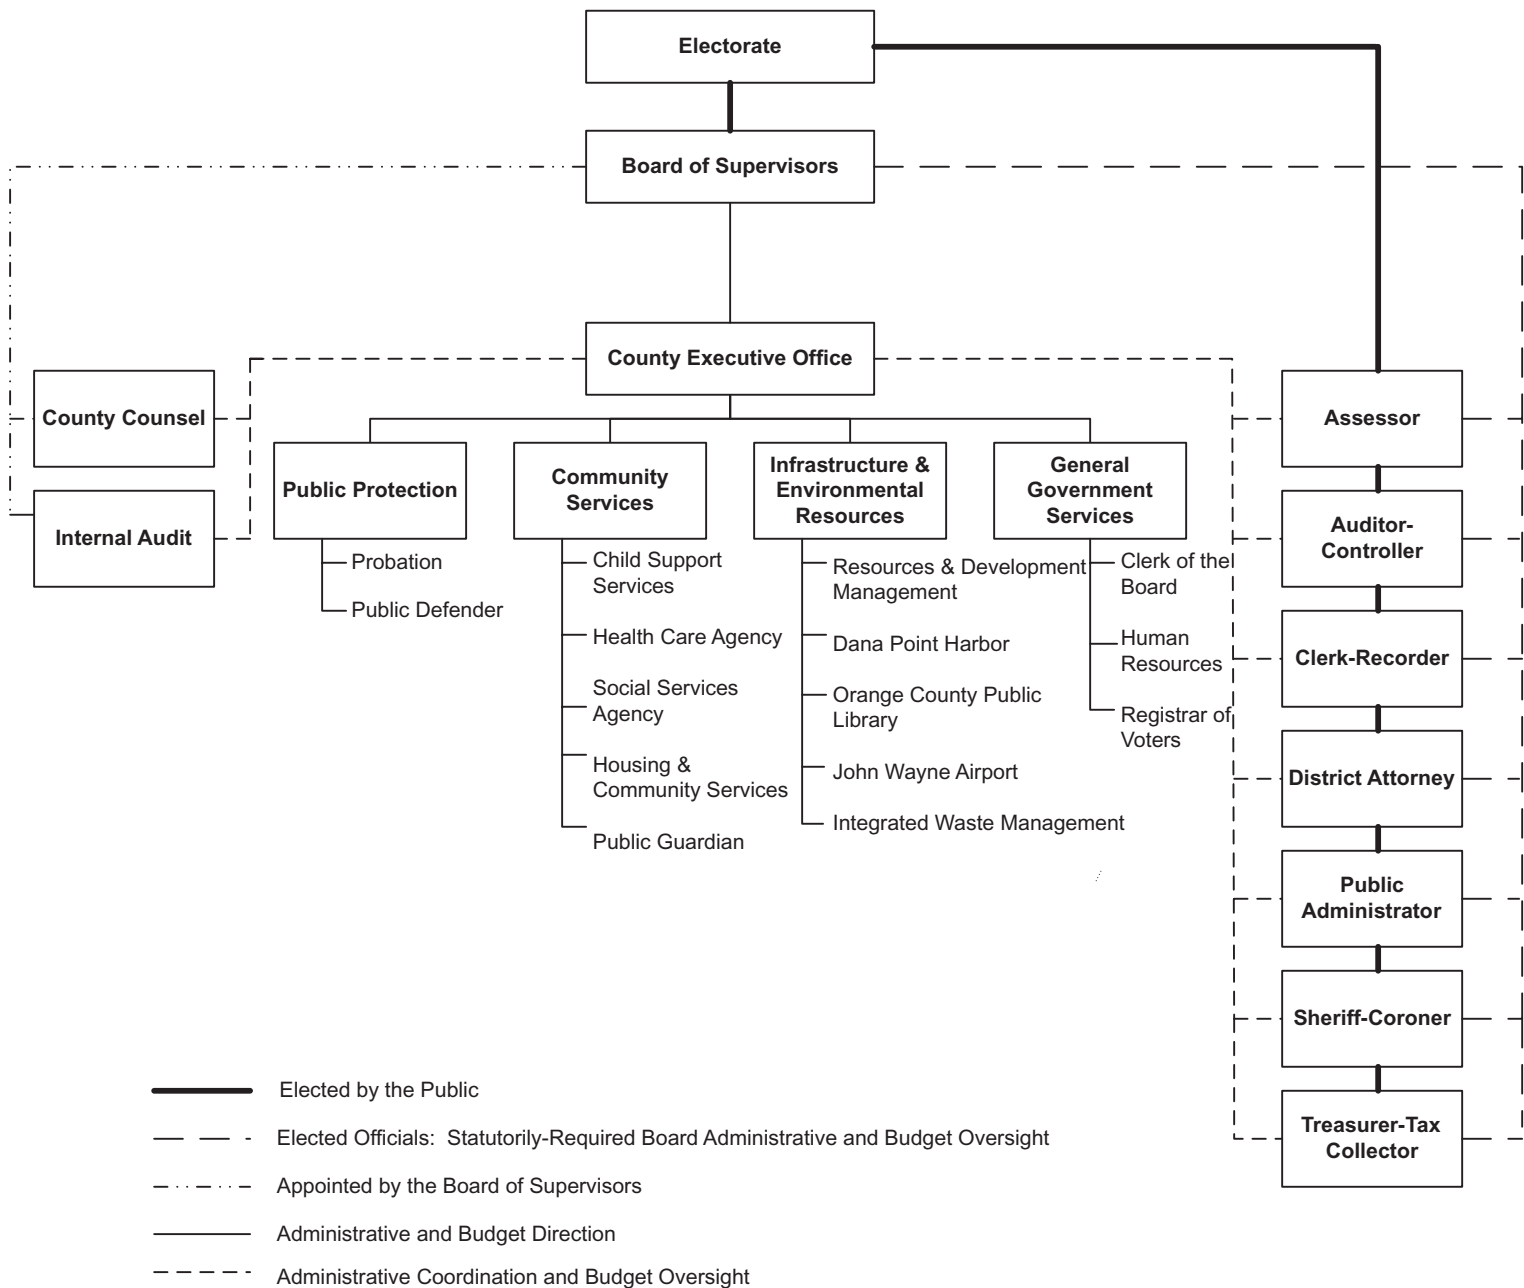 Electorate
Board of Supervisors
County Executive Office
County Counsel
Internal Audit
Public Protection
Probation
Public Defender
Community
Services
Child Support
Services
Health Care Agency
Social Services
Agency
Housing &
Community Services
Public Guardian
Infrastructure &
Environmental
Resources
Resources & Development
Management
Dana Point Harbor
Orange County Public
Library
John Wayne Airport
Integrated Waste Management
General
Government
Services
Clerk of the
Board
Human
Resources
Registrar of
Voters
Assessor
Auditor-
Controller
Clerk-Recorder
District Attorney
Public
Administrator
Sheriff-Coroner
Treasurer-Tax
Collector
Elected by the Public
Elected Officials: Statutorily-Required Board Administrative and Budget Oversight
Appointed by the Board of Supervisors
Administrative and Budget Direction
Administrative Coordination and Budget Oversight